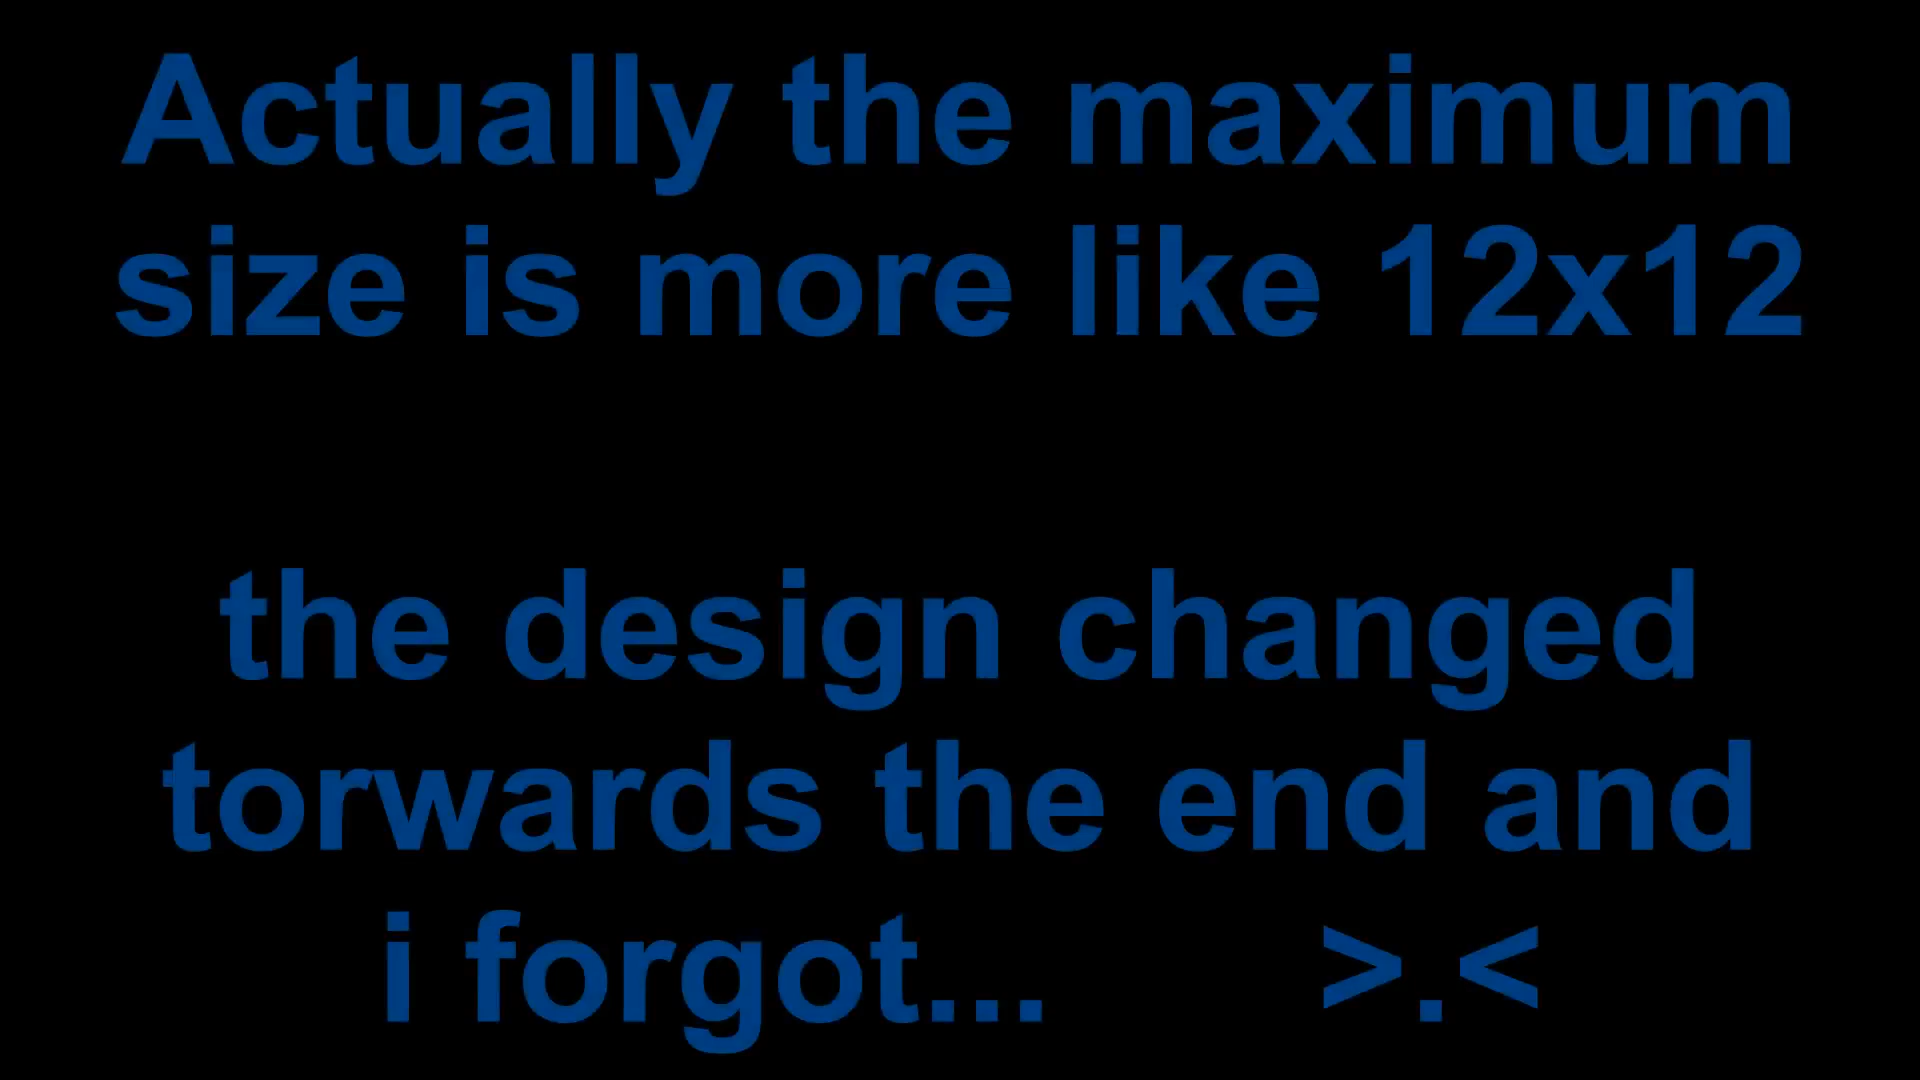 Actually the maximum
size is more like 12x12
the design changed
torwards the end and
i forgot... >.<